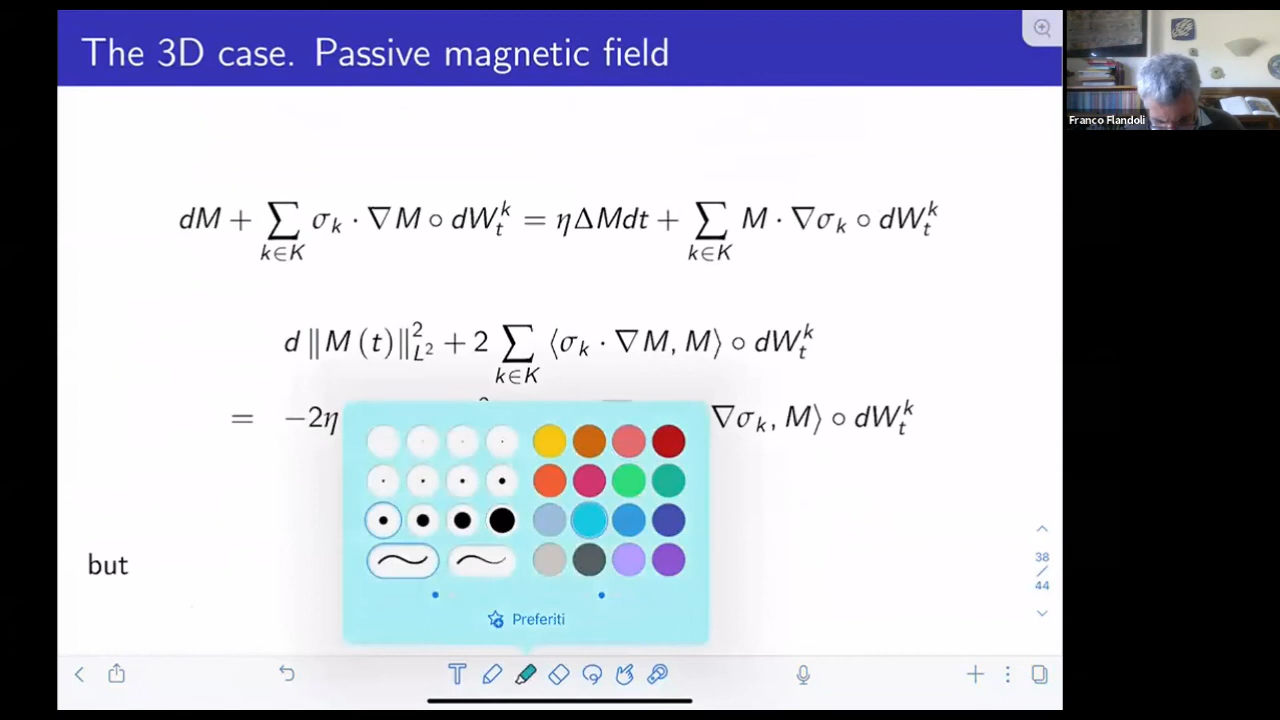 The 3D case. Passive magnetic field
Franco Flandoli
dM + ∑_{k∈K} σ_k · ∇M ∘ dW_t^k = ηΔMdt + ∑_{k∈K} M · ∇σ_k ∘ dW_t^k
d ‖M (t)‖²_{L²} + 2 ∑_{k∈K} ⟨σ_k · ∇M, M⟩ ∘ dW_t^k
= −2η ∇σ_k, M⟩ ∘ dW_t^k
but
38
/
44
Preferiti